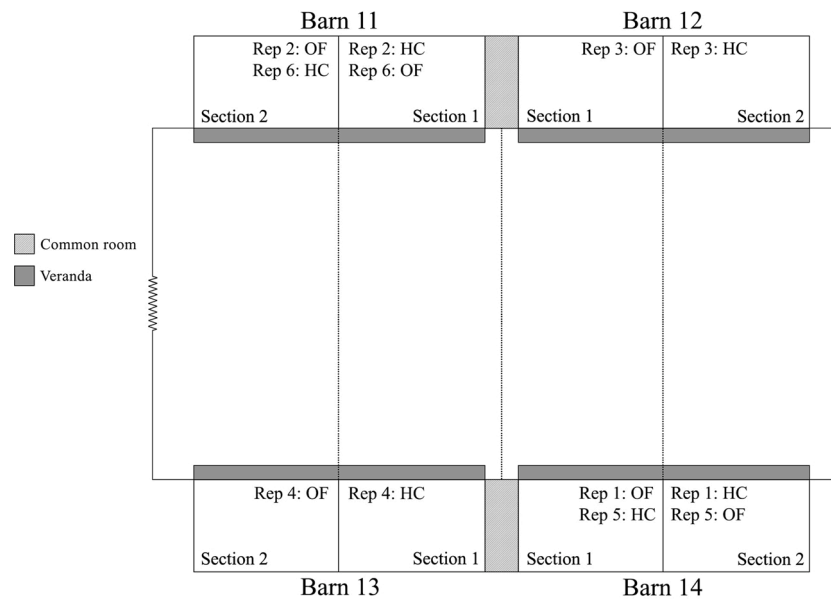 Barn 11
Barn 12
Rep 2: OF
Rep 6: HC
Rep 2: HC
Rep 6: OF
Rep 3: OF
Rep 3: HC
Section 2
Section 1
Section 1
Section 2
Common room
Veranda
Rep 4: OF
Rep 4: HC
Rep 1: OF
Rep 5: HC
Rep 1: HC
Rep 5: OF
Section 2
Section 1
Section 1
Section 2
Barn 13
Barn 14